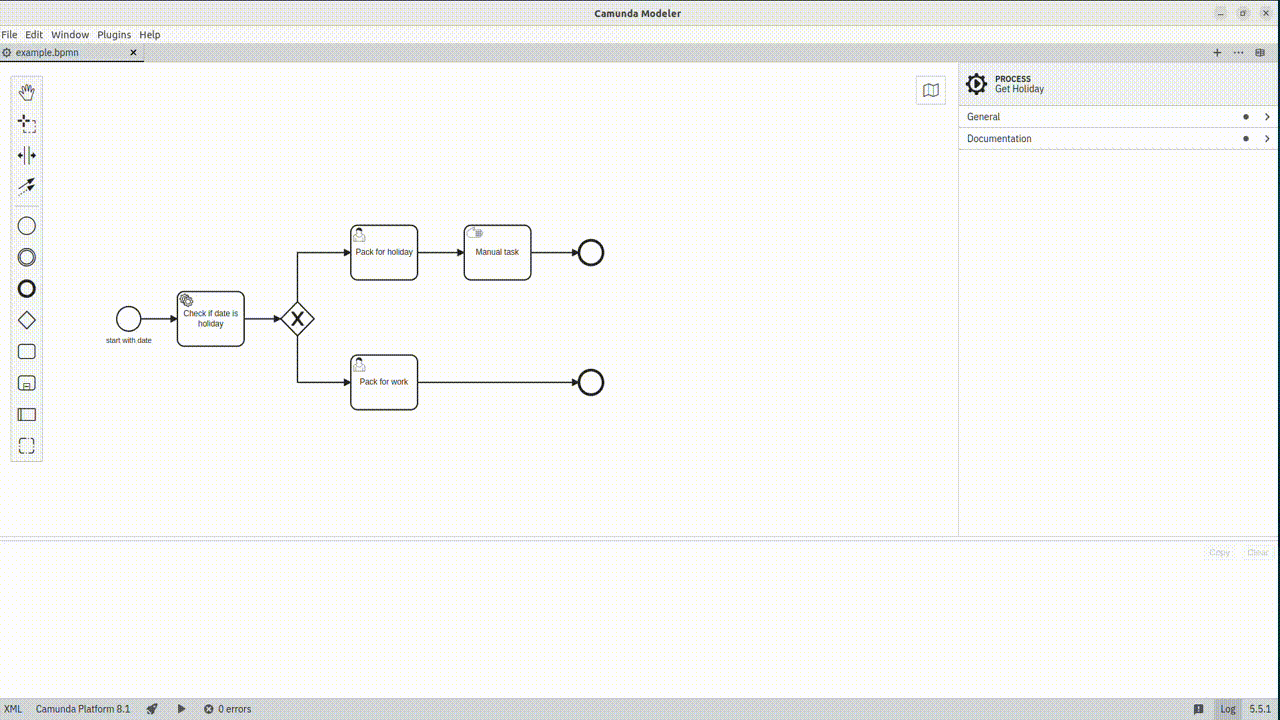 Camunda Modeler
File Edit Window Plugins Help
example.bpmn
PROCESS
Get Holiday
General
Documentation
Pack for holiday
Manual task
Check if date is
holiday
start with date
Pack for work
Copy Clear
XML Camunda Platform 8.1 0 errors Log 5.5.1